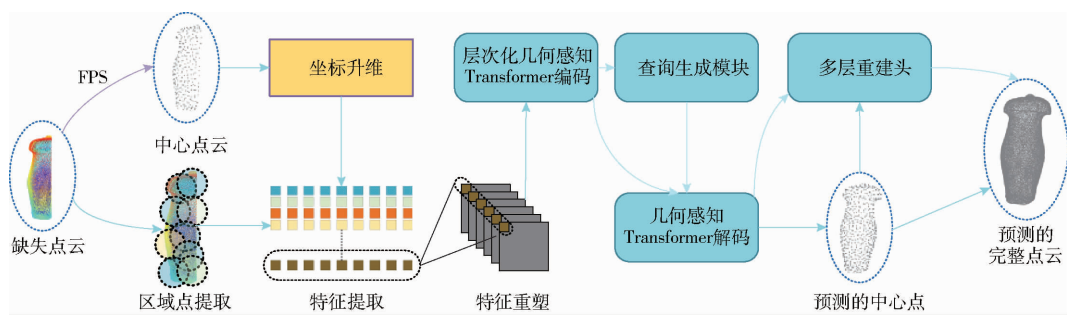 FPS
缺失点云
中心点云
区域点提取
坐标升维
特征提取
特征重塑
层次化几何感知
Transformer编码
查询生成模块
几何感知
Transformer解码
多层重建头
预测的中心点
预测的
完整点云